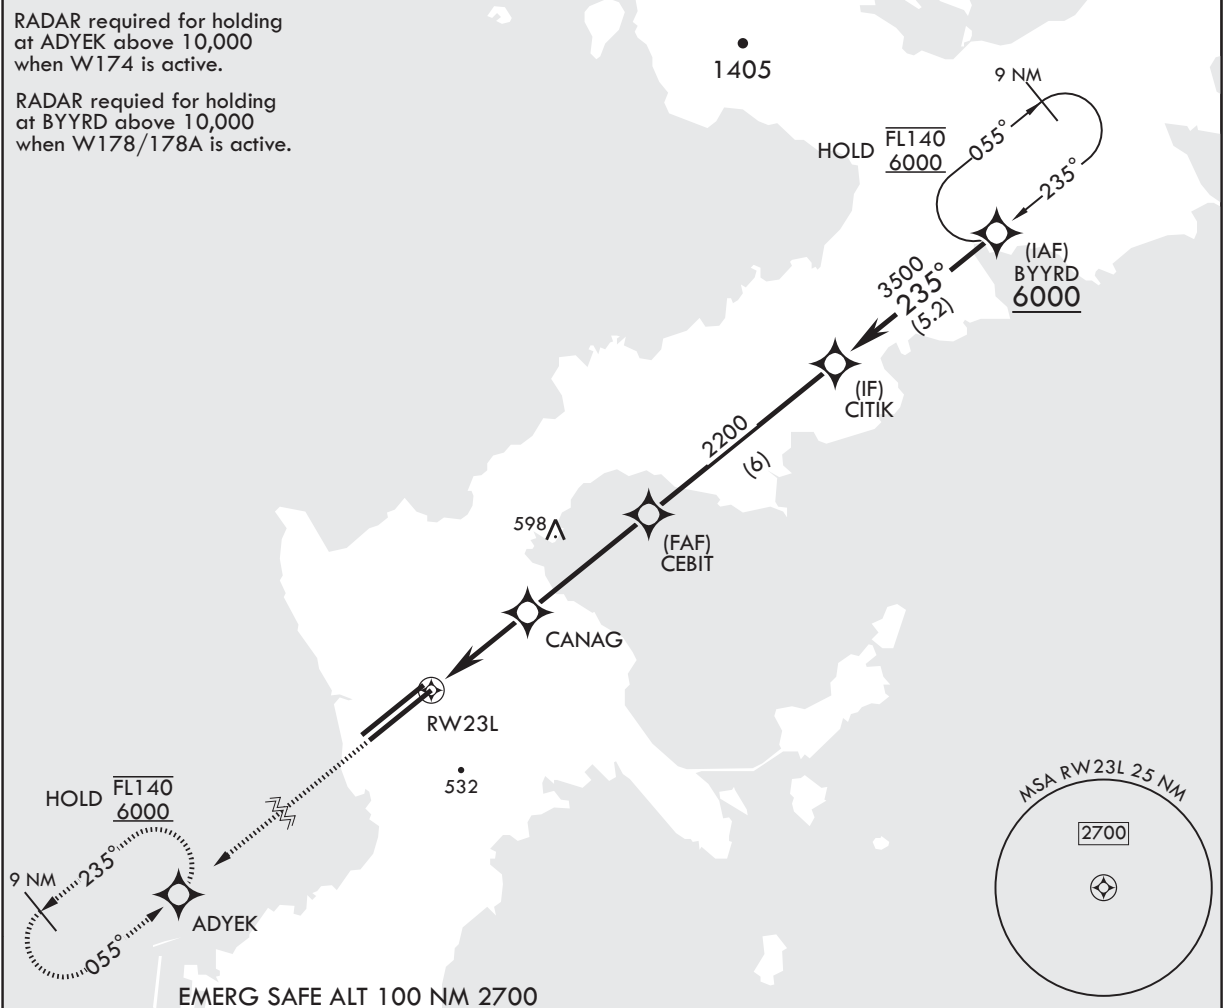 RADAR required for holding
at ADYEK above 10,000
when W174 is active.
RADAR requied for holding
at BYYRD above 10,000
when W178/178A is active.
1405
9 NM
055°
HOLD
FL140
6000
235°
(IAF)
BYYRD
6000
3500
235°
(5.2)
(IF)
CITIK
2200
(6)
598
(FAF)
CEBIT
CANAG
RW23L
532
HOLD
FL140
6000
235°
9 NM
055°
ADYEK
MSA RW23L 25 NM
2700
EMERG SAFE ALT 100 NM 2700